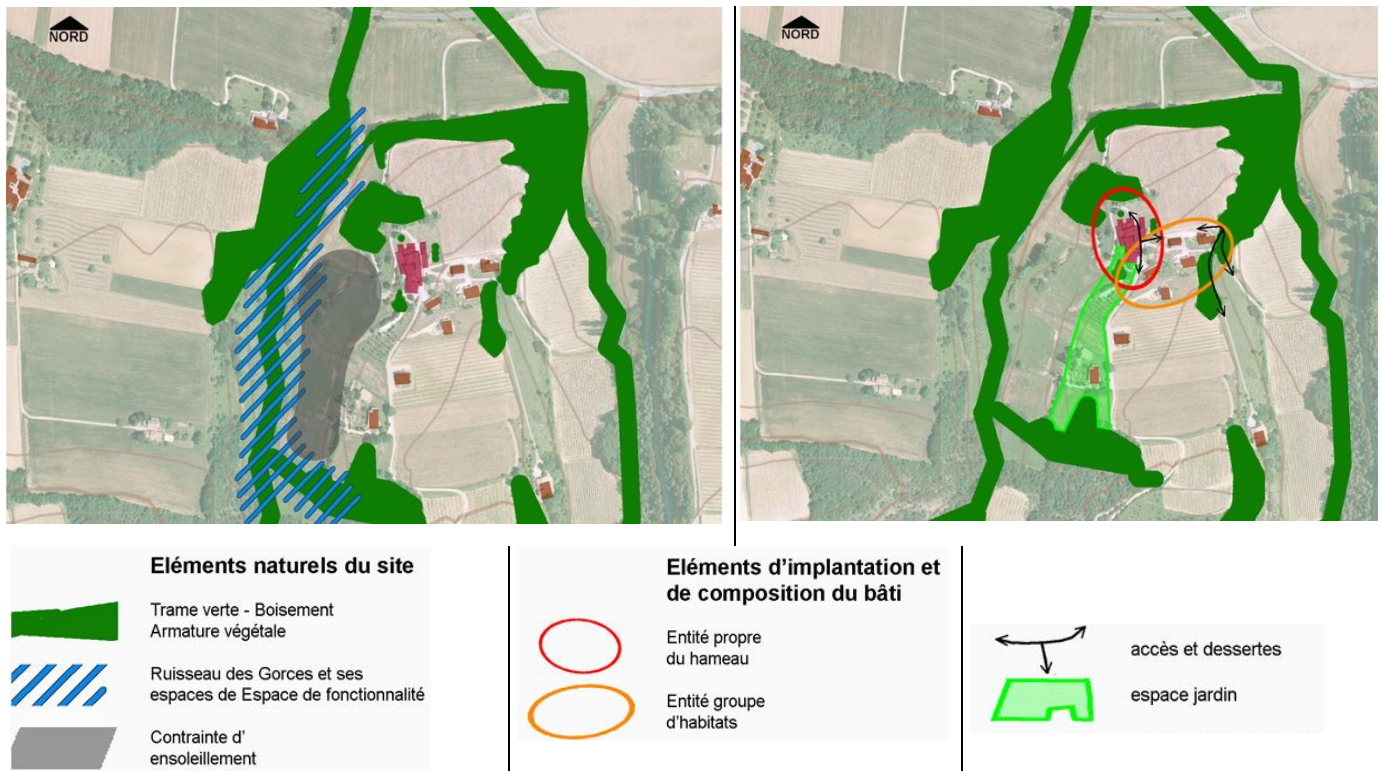 NORD
NORD
Eléments naturels du site
Trame verte - Boisement
Armature végétale
Ruisseau des Gorces et ses
espaces de Espace de fonctionnalité
Contrainte d'
ensoleillement
Eléments d'implantation et
de composition du bâti
Entité propre
du hameau
Entité groupe
d'habitats
accès et dessertes
espace jardin